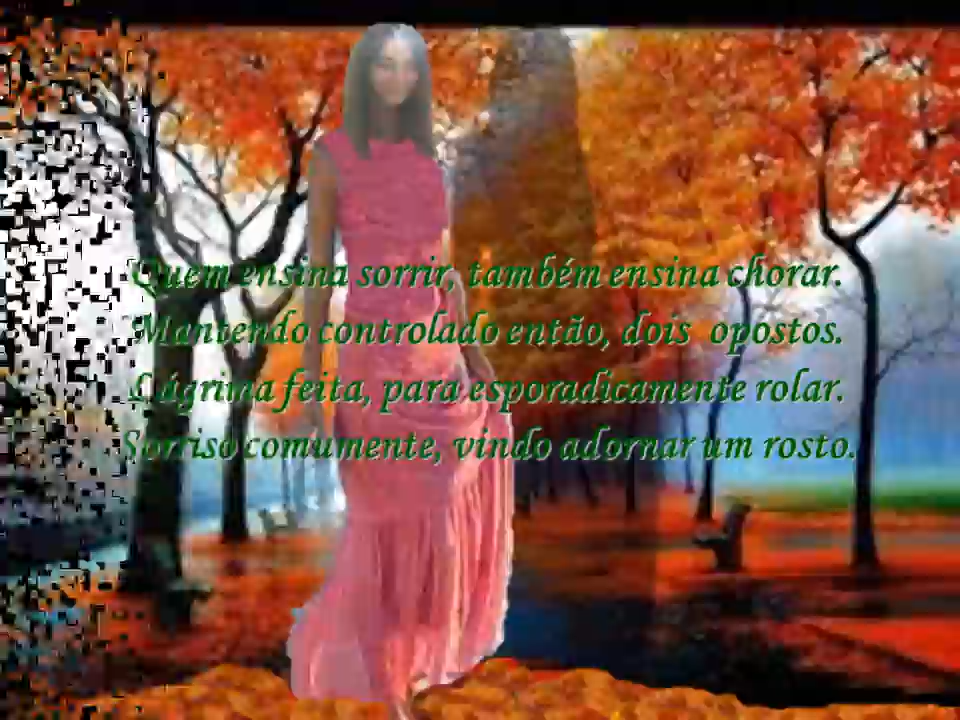 Quem ensina sorrir, também ensina chorar.
Mantendo controlado então, dois opostos.
Lágrima feita, para esporadicamente rolar.
Sorriso comumente, vindo adornar um rosto.